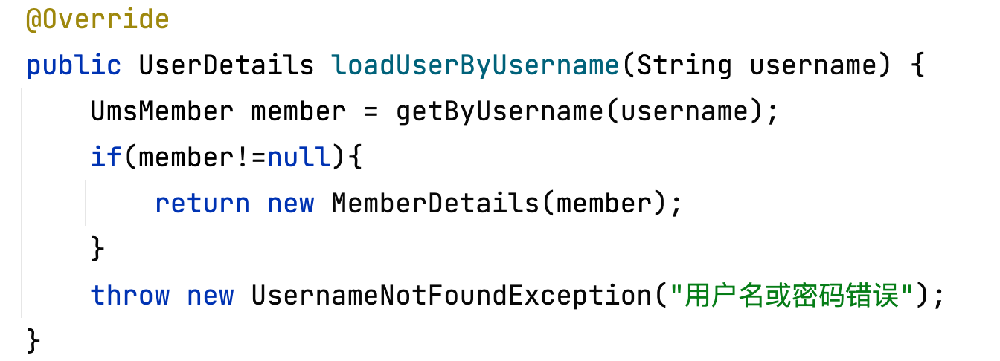 @Override
public UserDetails loadUserByUsername(String username) {
    UmsMember member = getByUsername(username);
    if(member!=null){
        return new MemberDetails(member);
    }
    throw new UsernameNotFoundException("用户名或密码错误");
}